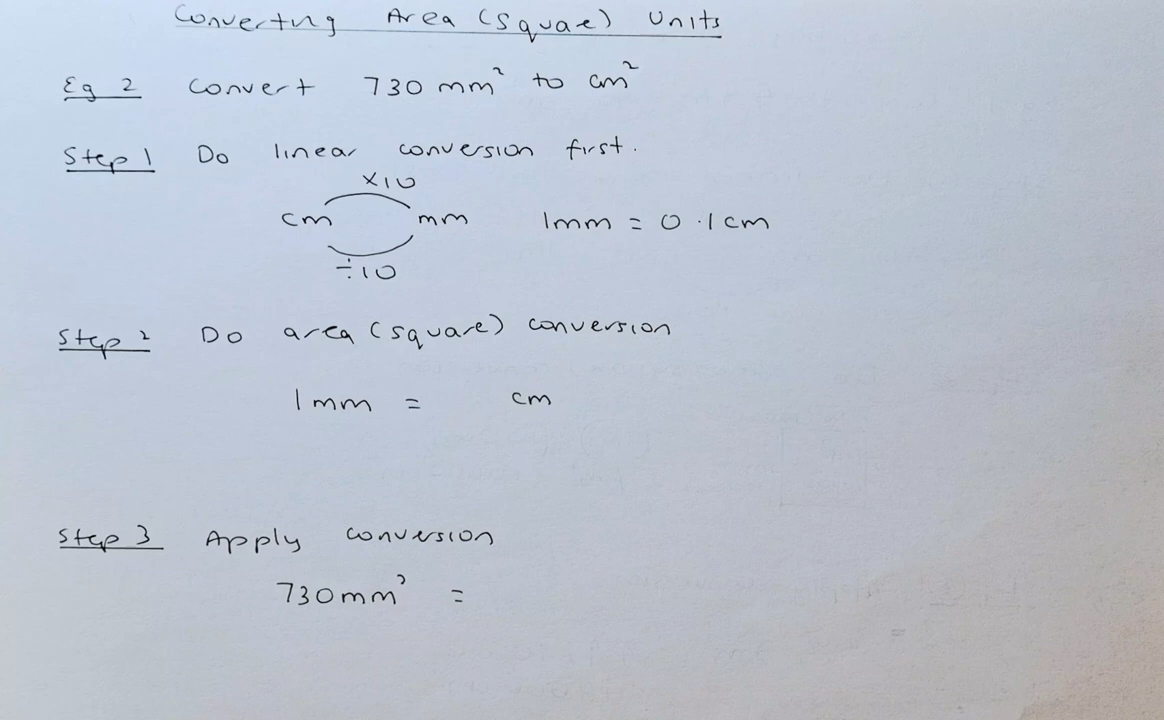 Converting Area (Square) Units
Eg 2 Convert 730 mm² to cm²
Step 1 Do linear conversion first.
×10
cm mm 1mm = 0.1cm
÷10
Step 2 Do area (square) conversion
1mm = cm
Step 3 Apply conversion
730mm² =